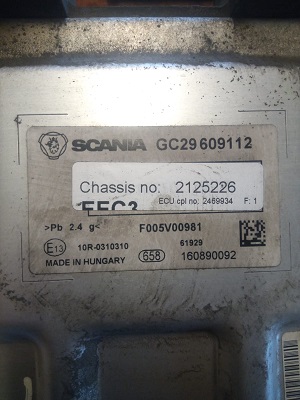 SCANIA GC29609112
Chassis no: 2125226
EEC3 ECU cpl no: 2469934 F: 1
>Pb 2.4 g< F005V00981
E13 10R-0310310 61929
MADE IN HUNGARY 658 160890092